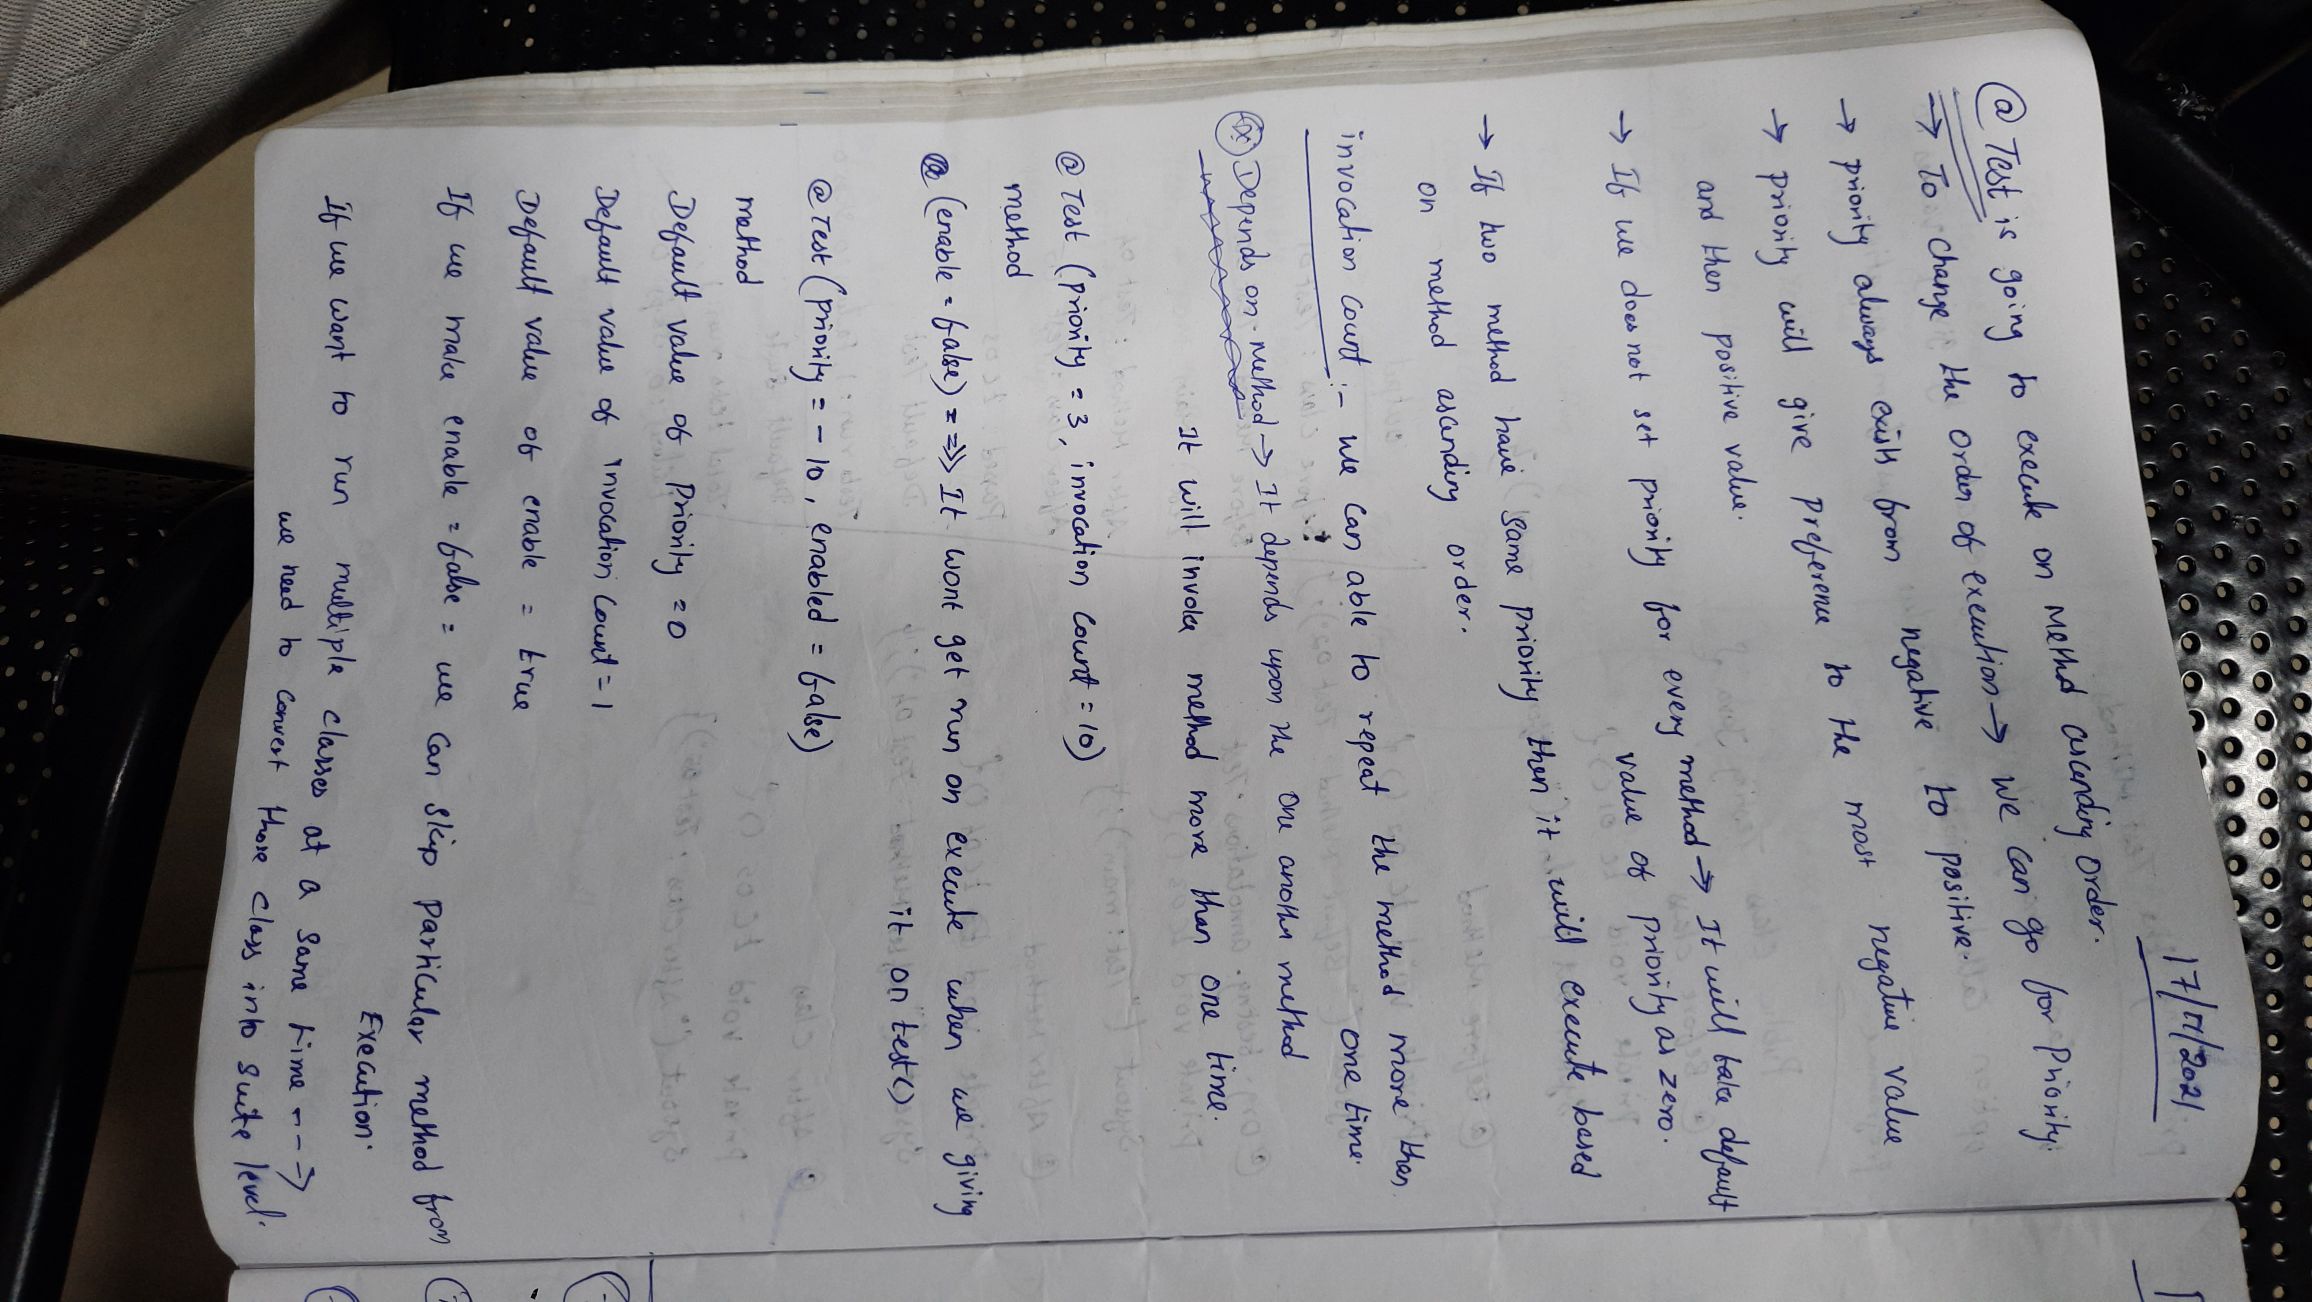 17/11/2021
@Test is going to execute on Method ascending order.
→ To change the order of execution → we can go for priority
→ priority always exists from negative to positive.
→ priority will give preference to the most negative value
and then positive value.
→ If we does not set priority for every method → It will take default
value of priority as zero.
→ If two method have same priority then it will execute based
on method ascending order.
invocation count :- we can able to repeat the method more than
one time.
Depends on method → It depends upon the one another method
It will invoke method more than one time.
@Test (priority = 3, invocation count = 10)
method
(enable = false) ==>> It wont get run on execute when we giving
it on test()
@Test (priority = -10, enabled = false)
method
Default value of priority = 0
Default value of invocation count = 1
Default value of enable = true
If we make enable = false = we can skip particular method from
Execution.
If we want to run multiple classes at a same time --->
we need to convert those class into suite level.